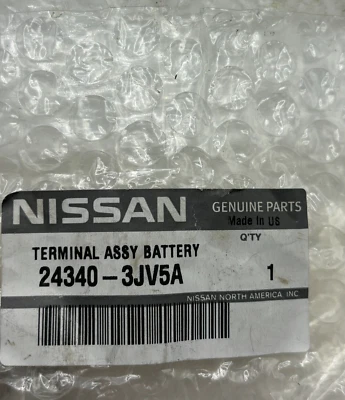 NISSAN GENUINE PARTS
Made In US
TERMINAL ASSY BATTERY Q'TY
24340-3JV5A 1
NISSAN NORTH AMERICA, INC